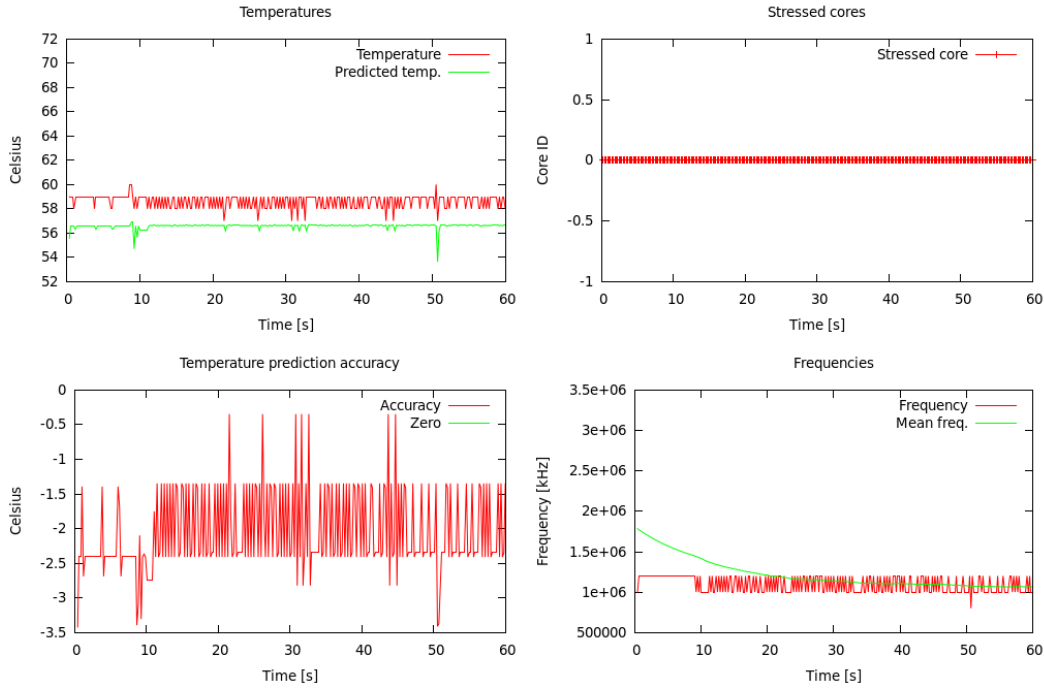 Temperatures
72
70
68
66
64
62
60
58
56
54
52
Celsius
Temperature
Predicted temp.
0 10 20 30 40 50 60
Time [s]
Stressed cores
1
0.5
0
-0.5
-1
Core ID
Stressed core
0 10 20 30 40 50 60
Time [s]
Temperature prediction accuracy
0
-0.5
-1
-1.5
-2
-2.5
-3
-3.5
Celsius
Accuracy
Zero
0 10 20 30 40 50 60
Time [s]
Frequencies
3.5e+06
3e+06
2.5e+06
2e+06
1.5e+06
1e+06
500000
Frequency [kHz]
Frequency
Mean freq.
0 10 20 30 40 50 60
Time [s]